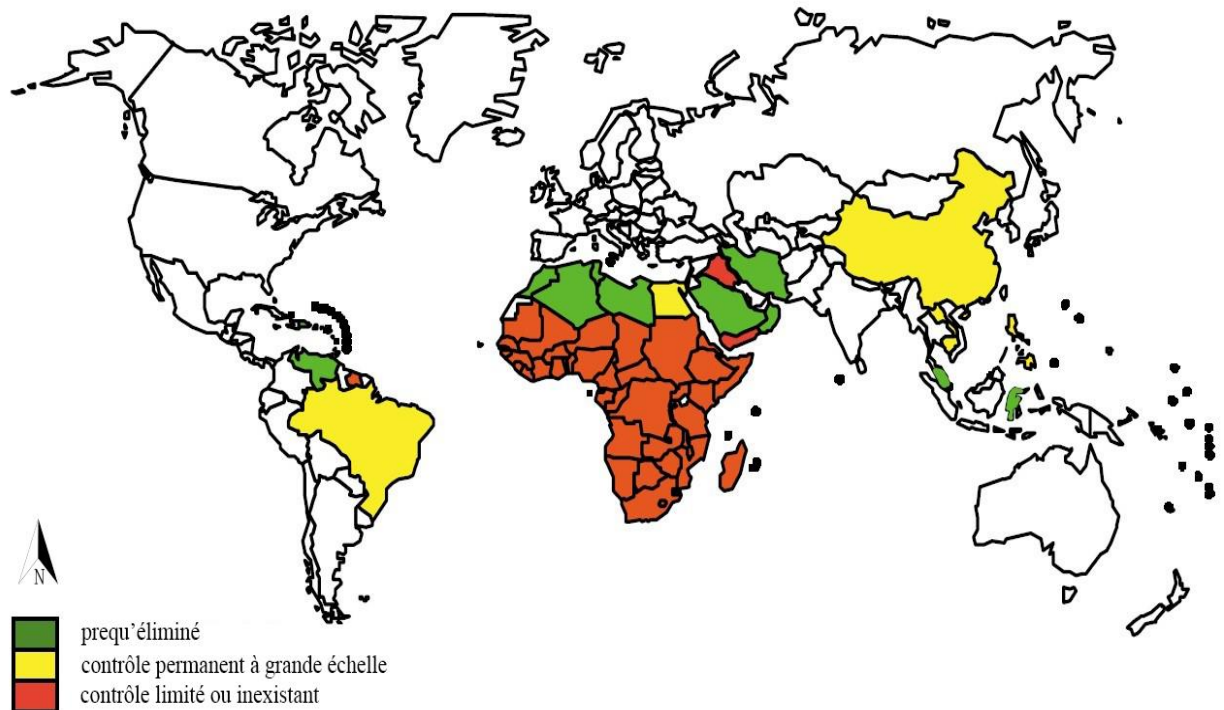 N
prequ'éliminé
contrôle permanent à grande échelle
contrôle limité ou inexistant